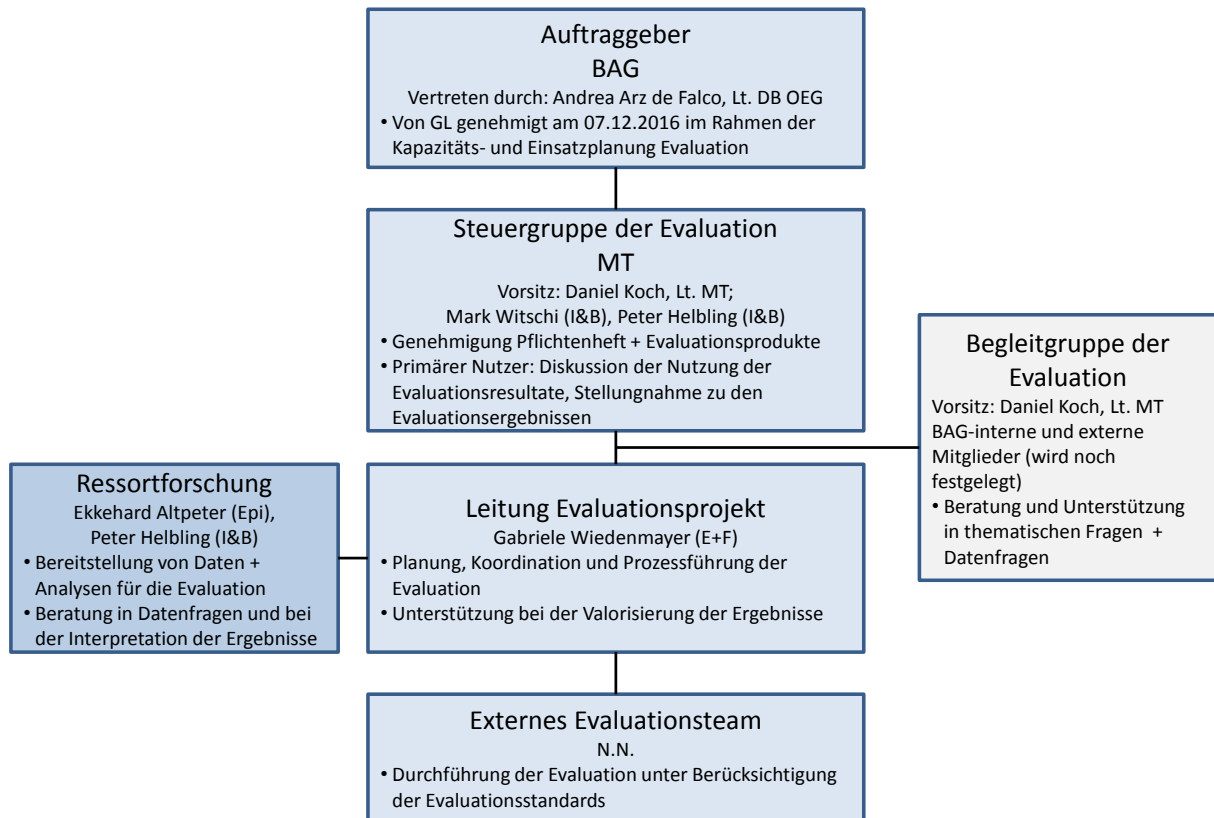 Auftraggeber
BAG
Vertreten durch: Andrea Arz de Falco, Lt. DB OEG
• Von GL genehmigt am 07.12.2016 im Rahmen der
Kapazitäts- und Einsatzplanung Evaluation
Steuergruppe der Evaluation
MT
Vorsitz: Daniel Koch, Lt. MT;
Mark Witschi (I&B), Peter Helbling (I&B)
• Genehmigung Pflichtenheft + Evaluationsprodukte
• Primärer Nutzer: Diskussion der Nutzung der
Evaluationsresultate, Stellungnahme zu den
Evaluationsergebnissen
Begleitgruppe der
Evaluation
Vorsitz: Daniel Koch, Lt. MT
BAG-interne und externe
Mitglieder (wird noch
festgelegt)
• Beratung und Unterstützung
in thematischen Fragen +
Datenfragen
Ressortforschung
Ekkehard Altpeter (Epi),
Peter Helbling (I&B)
• Bereitstellung von Daten +
Analysen für die Evaluation
• Beratung in Datenfragen und bei
der Interpretation der Ergebnisse
Leitung Evaluationsprojekt
Gabriele Wiedenmayer (E+F)
• Planung, Koordination und Prozessführung der
Evaluation
• Unterstützung bei der Valorisierung der Ergebnisse
Externes Evaluationsteam
N.N.
• Durchführung der Evaluation unter Berücksichtigung
der Evaluationsstandards